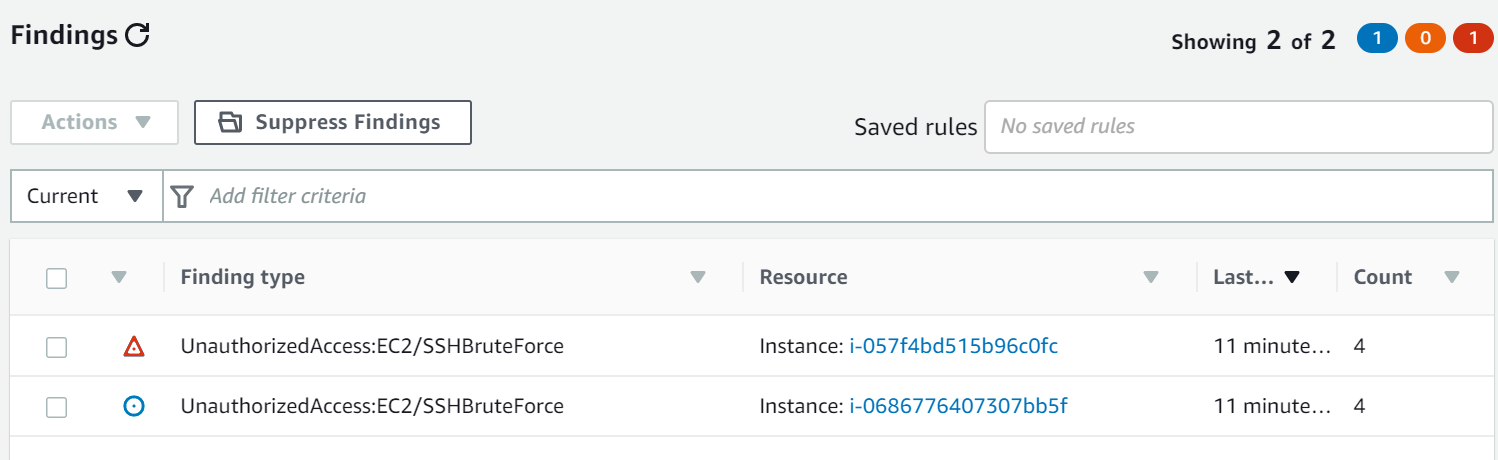 Findings
Showing 2 of 2 1 0 1
Actions Suppress Findings Saved rules No saved rules
Current Add filter criteria
Finding type Resource Last... Count
UnauthorizedAccess:EC2/SSHBruteForce Instance: i-057f4bd515b96c0fc 11 minute... 4
UnauthorizedAccess:EC2/SSHBruteForce Instance: i-0686776407307bb5f 11 minute... 4